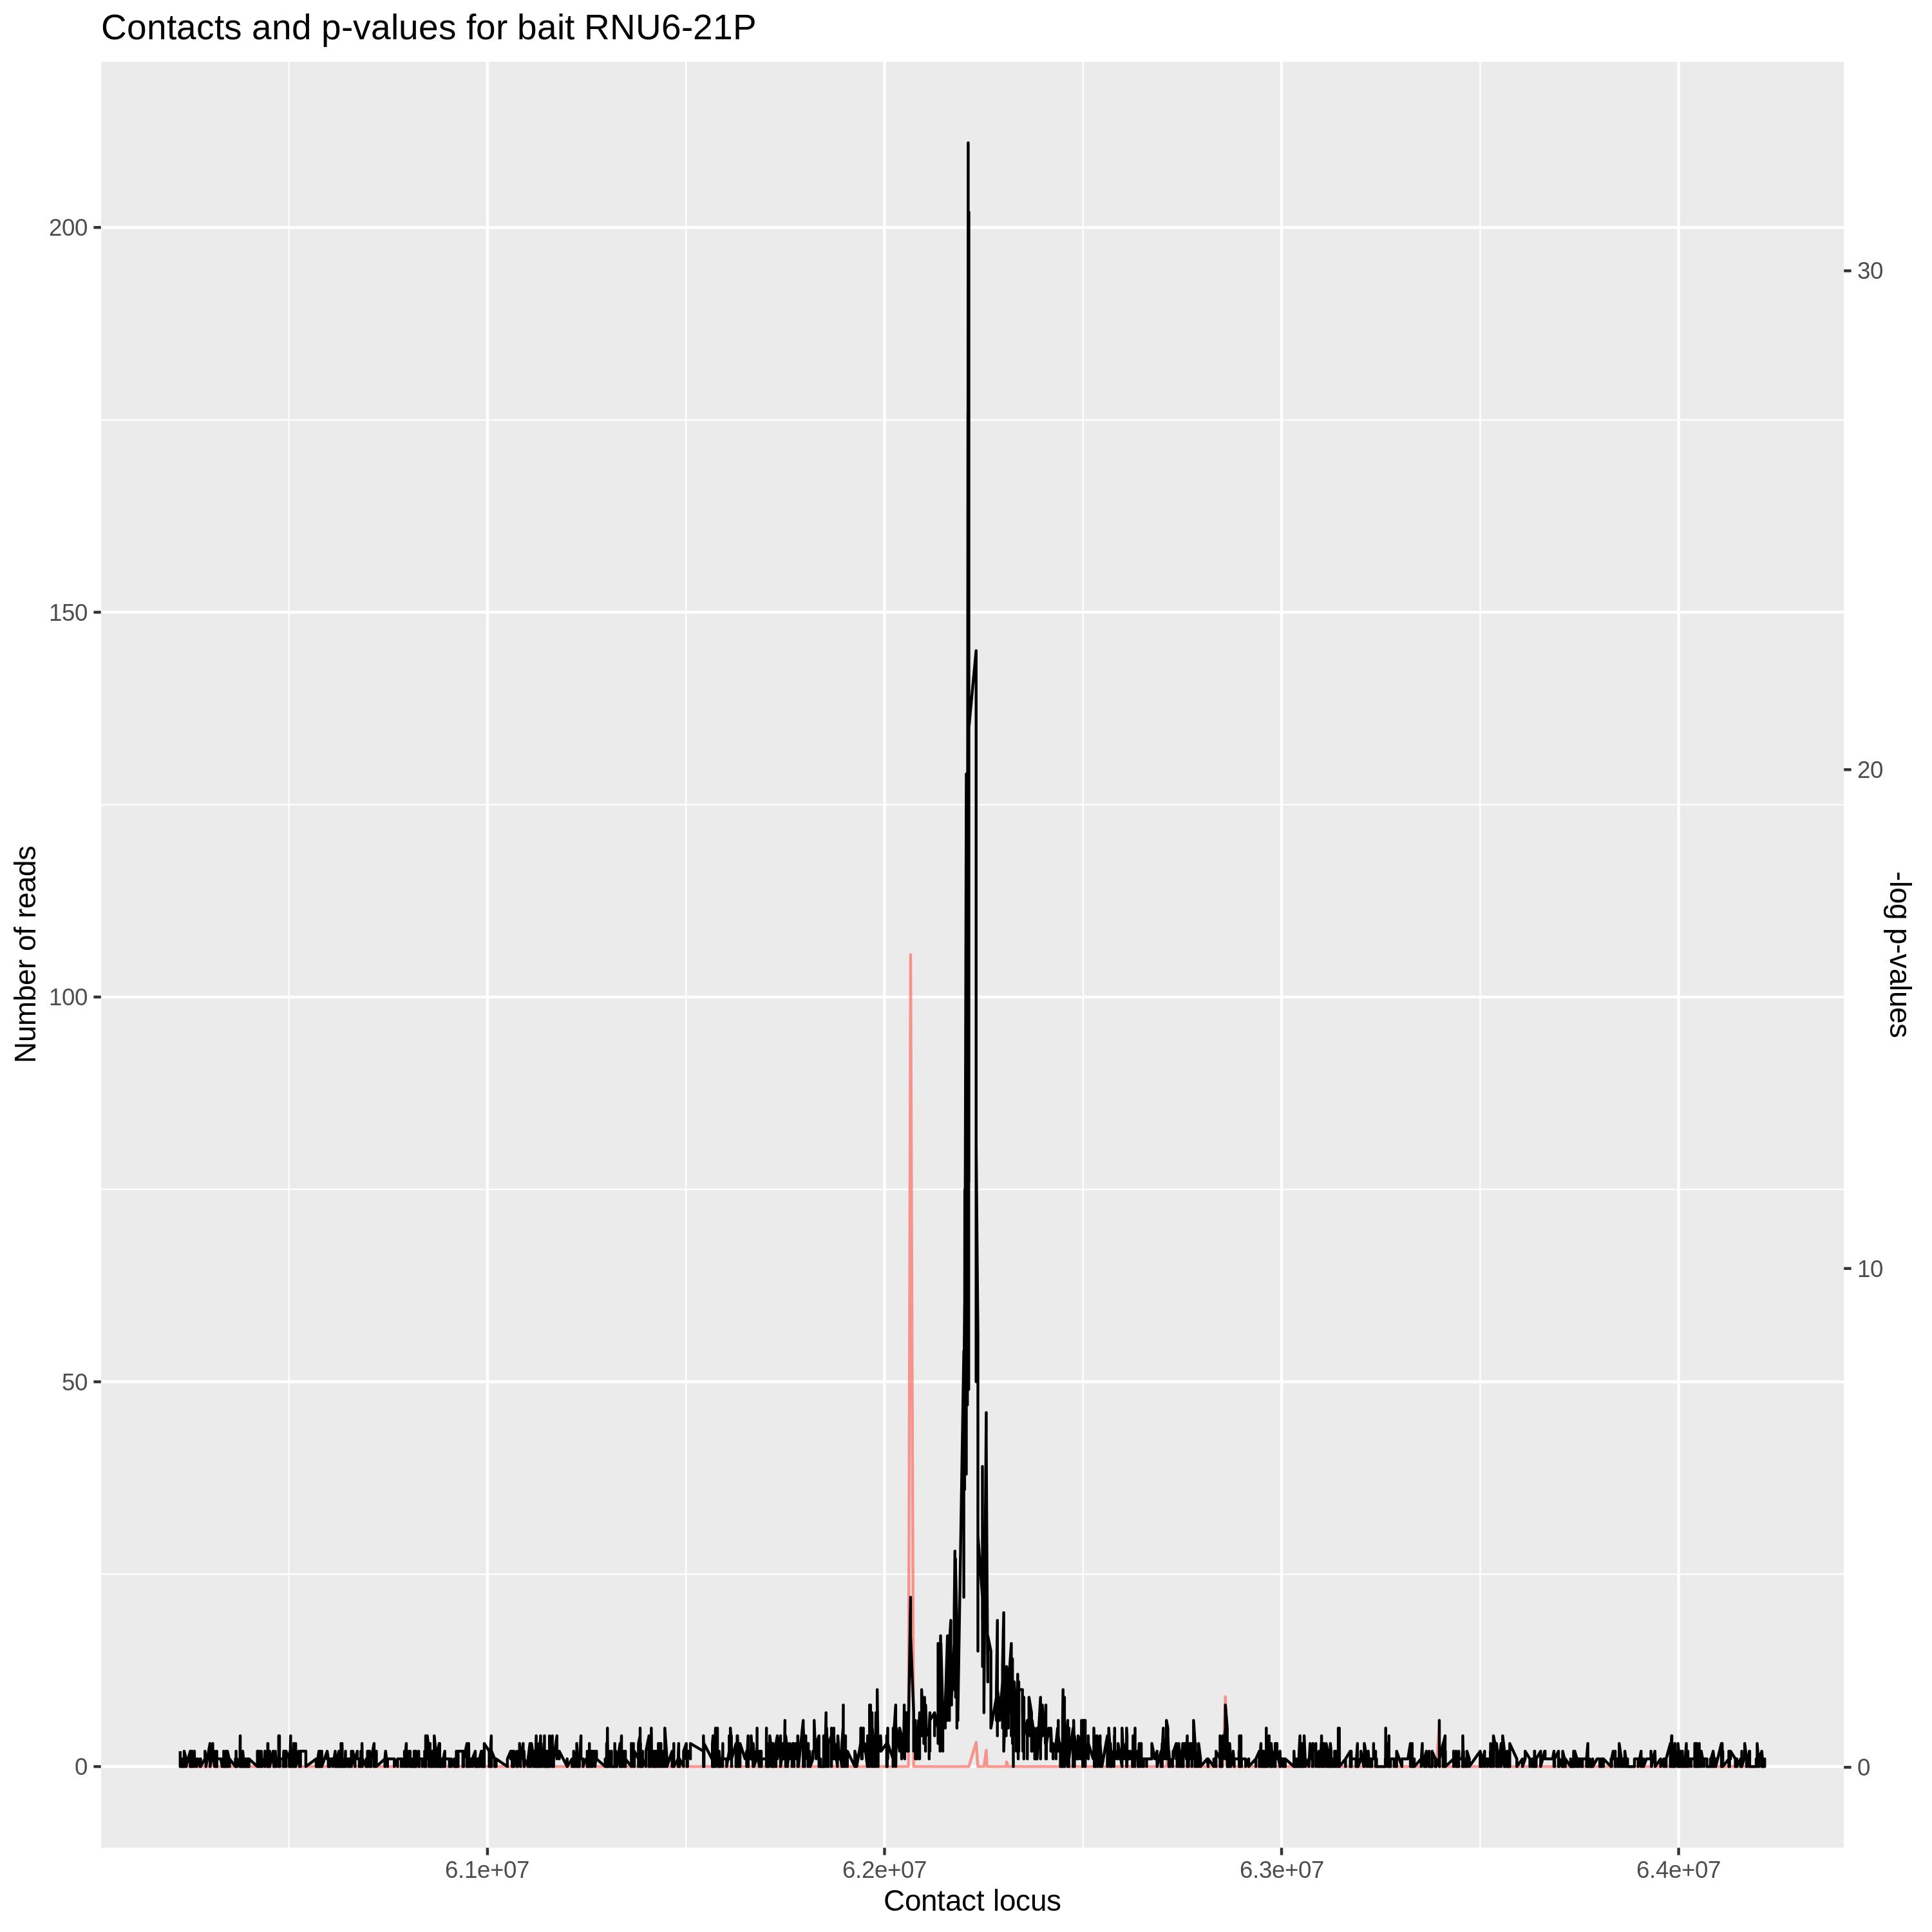 Contacts and p-values for bait RNU6-21P
200
150
100
50
0
30
20
10
0
Number of reads
-log p-values
6.1e+07
6.2e+07
6.3e+07
6.4e+07
Contact locus